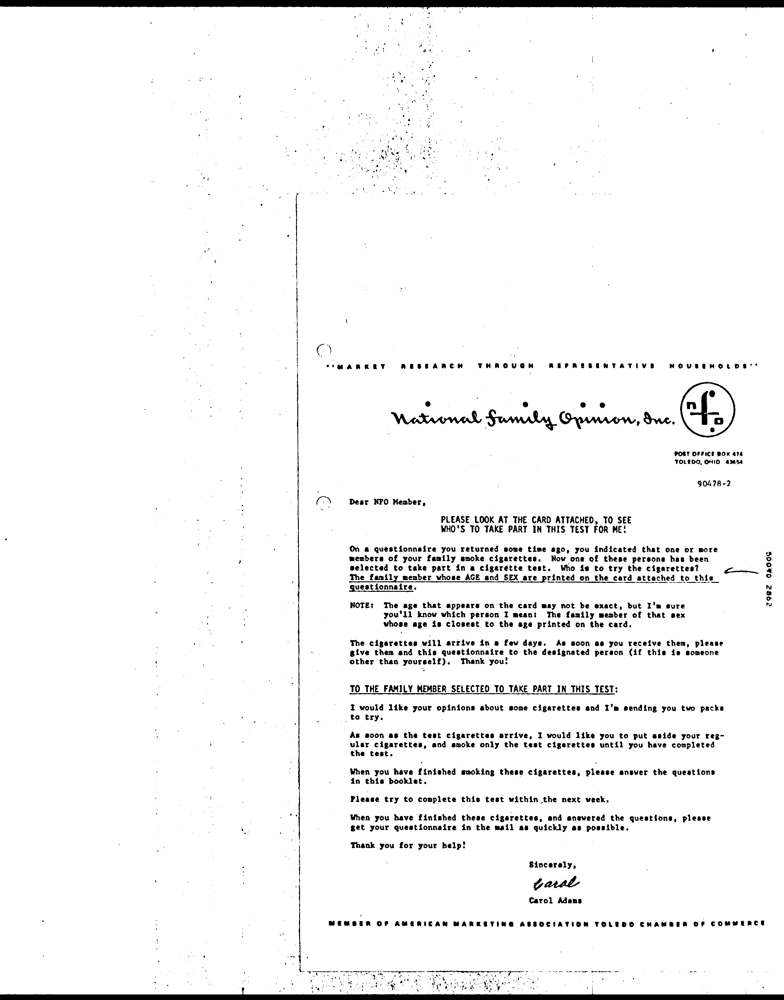 "MARKET RESEARCH THROUGH REPRESENTATIVE HOUSEHOLDS"
National Family Opinion, Inc.
nfo
POST OFFICE BOX 474
TOLEDO, OHIO 43654
90478-2
Dear NFO Member,
PLEASE LOOK AT THE CARD ATTACHED, TO SEE
WHO'S TO TAKE PART IN THIS TEST FOR ME!
On a questionnaire you returned some time ago, you indicated that one or more
members of your family smoke cigarettes. Now one of these persons has been
selected to take part in a cigarette test. Who is to try the cigarettes?
The family member whose AGE and SEX are printed on the card attached to this
questionnaire.
NOTE: The age that appears on the card may not be exact, but I'm sure
you'll know which person I mean: The family member of that sex
whose age is closest to the age printed on the card.
The cigarettes will arrive in a few days. As soon as you receive them, please
give them and this questionnaire to the designated person (if this is someone
other than yourself). Thank you!
TO THE FAMILY MEMBER SELECTED TO TAKE PART IN THIS TEST:
I would like your opinions about some cigarettes and I'm sending you two packs
to try.
As soon as the test cigarettes arrive, I would like you to put aside your reg-
ular cigarettes, and smoke only the test cigarettes until you have completed
the test.
When you have finished smoking these cigarettes, please answer the questions
in this booklet.
Please try to complete this test within the next week.
When you have finished these cigarettes, and answered the questions, please
get your questionnaire in the mail as quickly as possible.
Thank you for your help!
Sincerely,
Carol
Carol Adams
MEMBER OF AMERICAN MARKETING ASSOCIATION TOLEDO CHAMBER OF COMMERCE
50090 2862